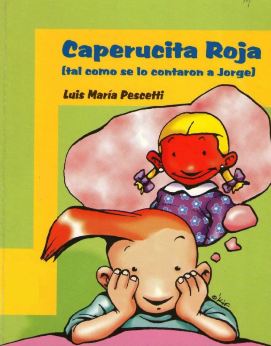 Caperucita Roja
(tal como se lo contaron a Jorge)
Luis María Pescetti